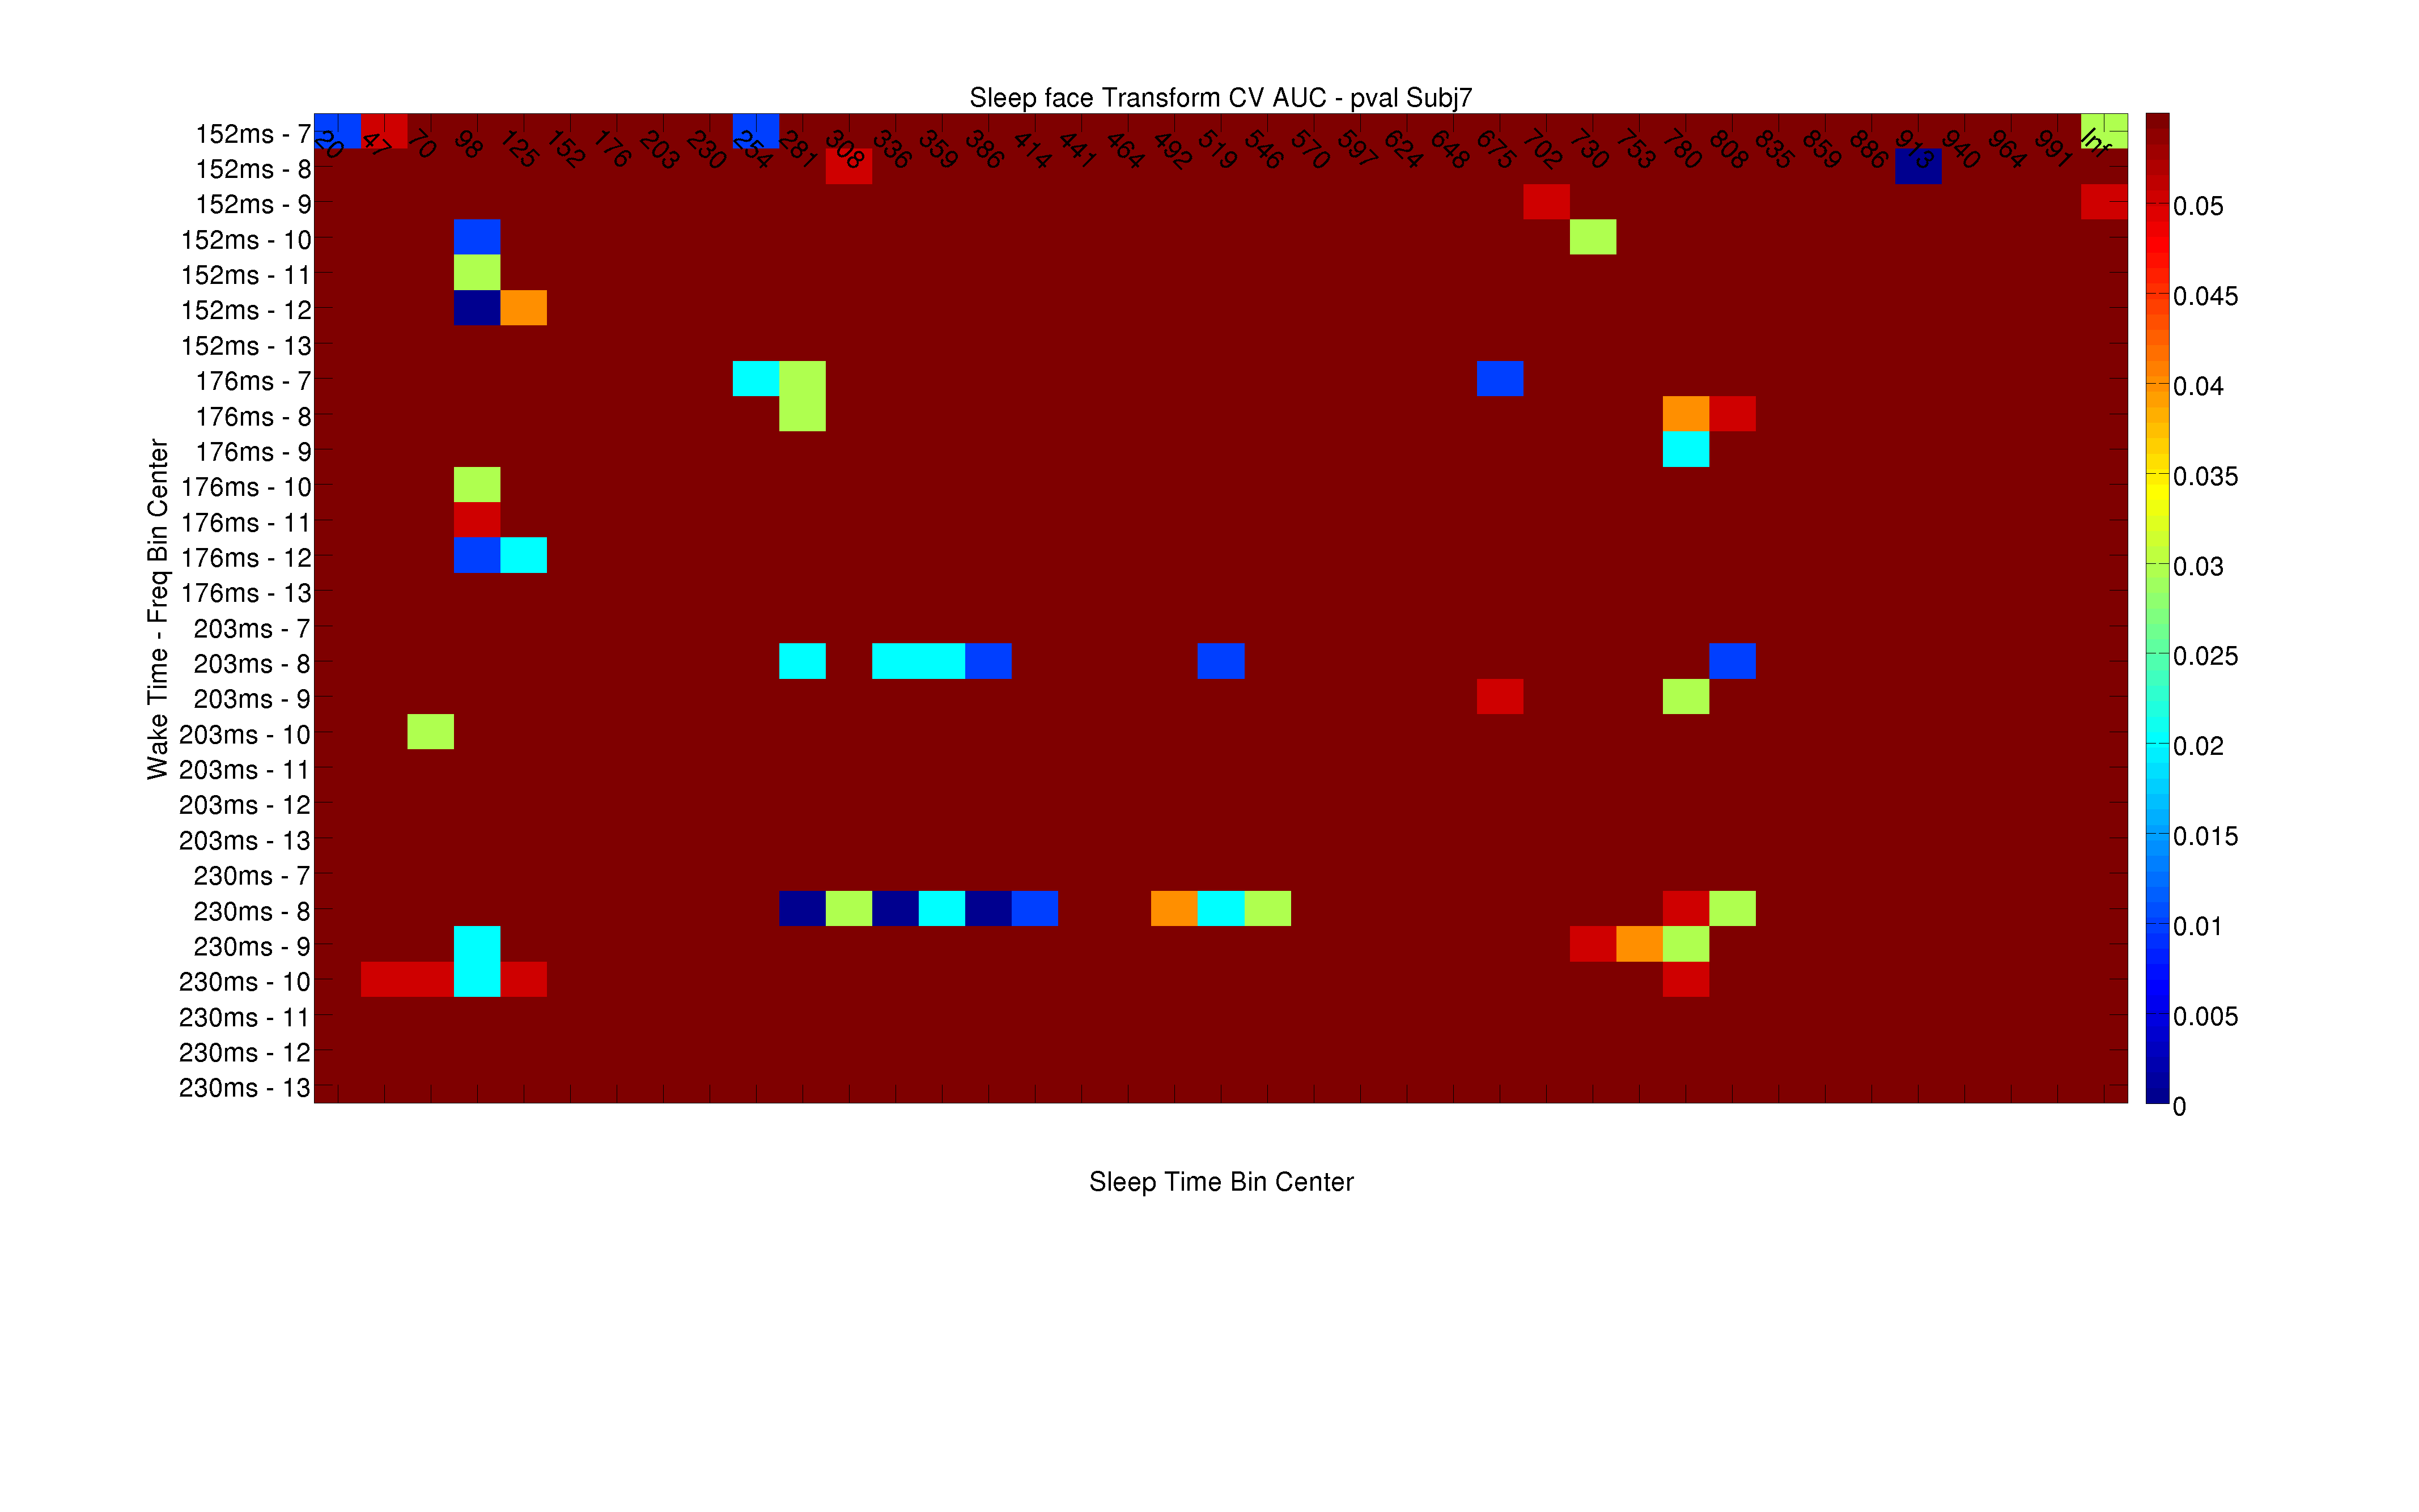 Sleep face Transform CV AUC - pval Subj7
20 47 70 98 125 152 176 203 230 254 281 308 336 359 386 414 441 464 492 519 546 570 597 624 648 675 702 730 753 780 808 835 859 886 913 940 964 991 Inf
Wake Time - Freq Bin Center
152ms - 7
152ms - 8
152ms - 9
152ms - 10
152ms - 11
152ms - 12
152ms - 13
176ms - 7
176ms - 8
176ms - 9
176ms - 10
176ms - 11
176ms - 12
176ms - 13
203ms - 7
203ms - 8
203ms - 9
203ms - 10
203ms - 11
203ms - 12
203ms - 13
230ms - 7
230ms - 8
230ms - 9
230ms - 10
230ms - 11
230ms - 12
230ms - 13
0.05
0.045
0.04
0.035
0.03
0.025
0.02
0.015
0.01
0.005
0
Sleep Time Bin Center